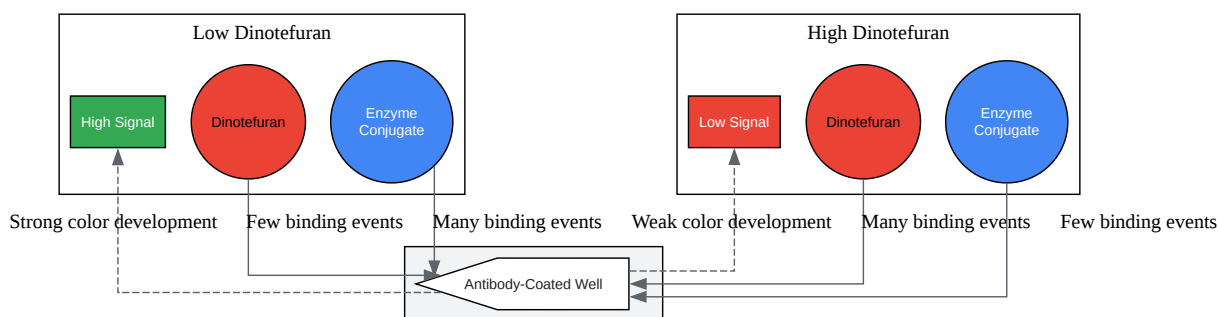 Low Dinotefuran
High Dinotefuran
High Signal
Dinotefuran
Enzyme
Conjugate
Low Signal
Dinotefuran
Enzyme
Conjugate
Strong color development
Few binding events
Many binding events
Weak color development
Many binding events
Few binding events
Antibody-Coated Well